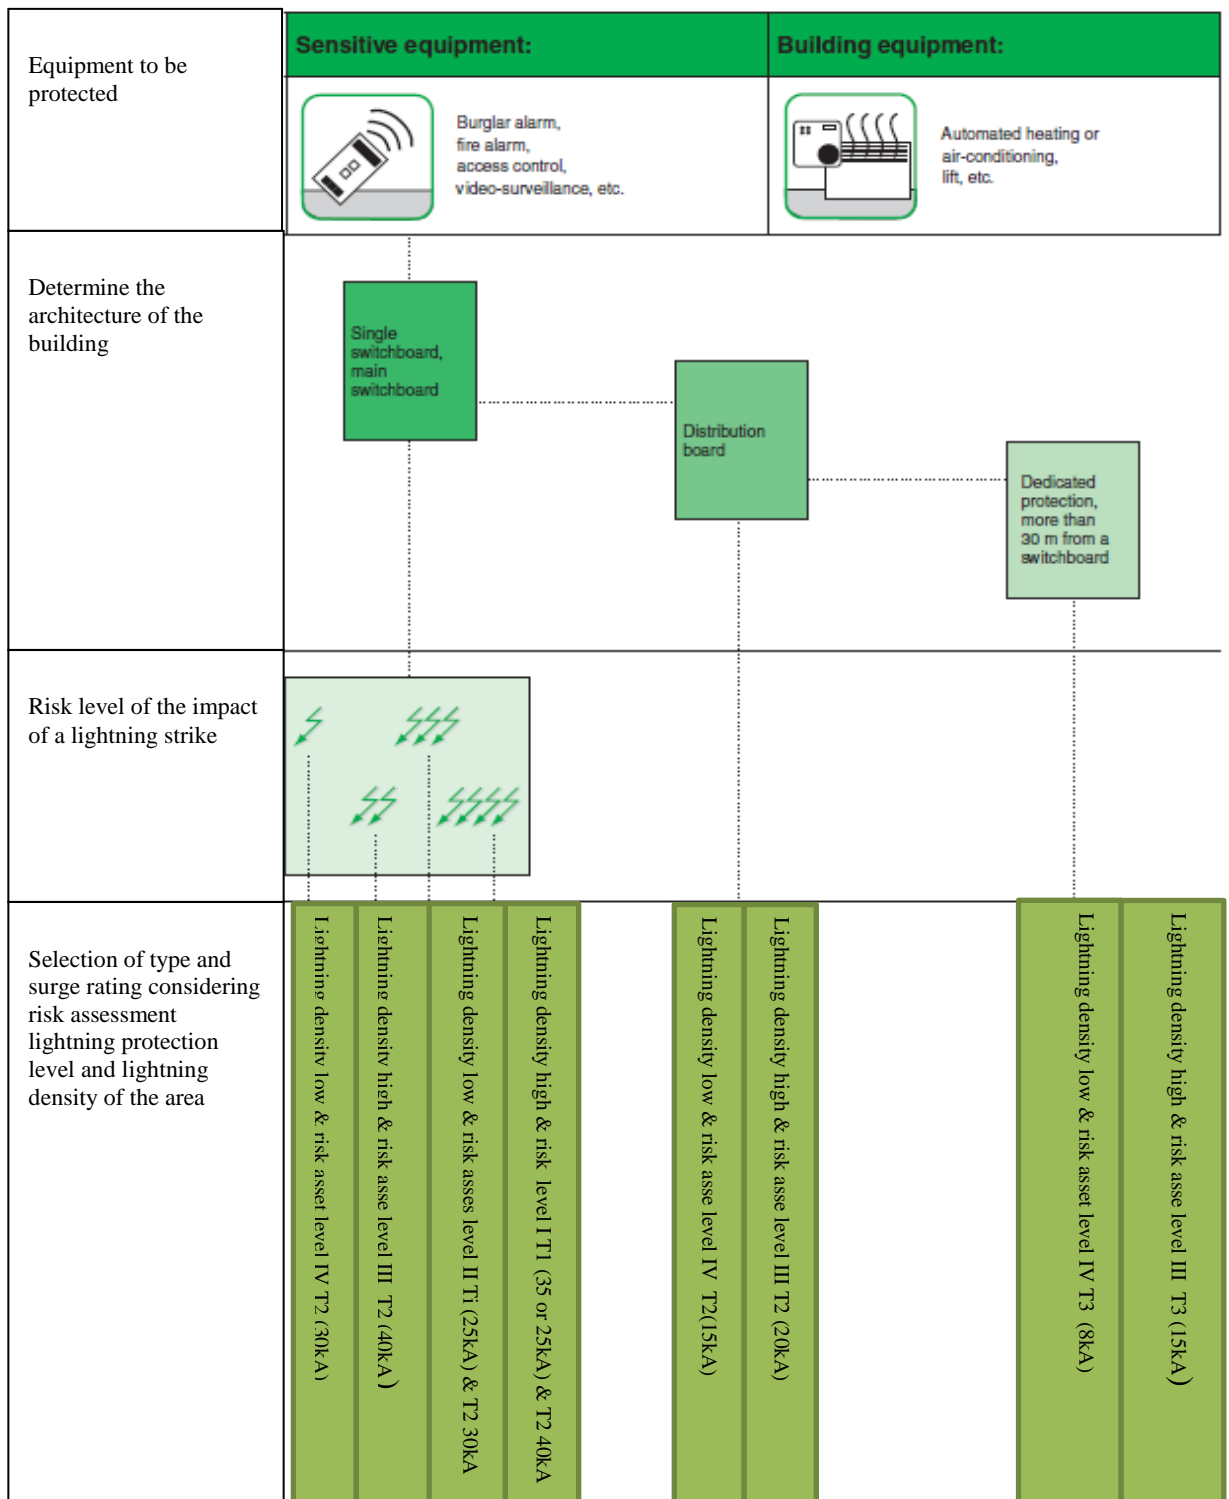 Equipment to be
protected
Sensitive equipment:
Building equipment:
Burglar alarm,
fire alarm,
access control,
video-surveillance, etc.
Automated heating or
air-conditioning,
lift, etc.
Determine the
architecture of the
building
Single
switchboard,
main
switchboard
Distribution
board
Dedicated
protection,
more than
30 m from a
switchboard
Risk level of the impact
of a lightning strike
Selection of type and
surge rating considering
risk assessment
lightning protection
level and lightning
density of the area
Lightning density low & risk asset level IV T2 (30kA)
Lightning density high & risk asse level III T2 (40kA)
Lightning density low & risk asses level II Ti (25kA) & T2 30kA
Lightning density high & risk level I T1 (35 or 25kA) & T2 40kA
Lightning density low & risk asse level IV T2(15kA)
Lightning density high & risk asse level III T2 (20kA)
Lightning density low & risk asset level IV T3 (8kA)
Lightning density high & risk asse level III T3 (15kA)